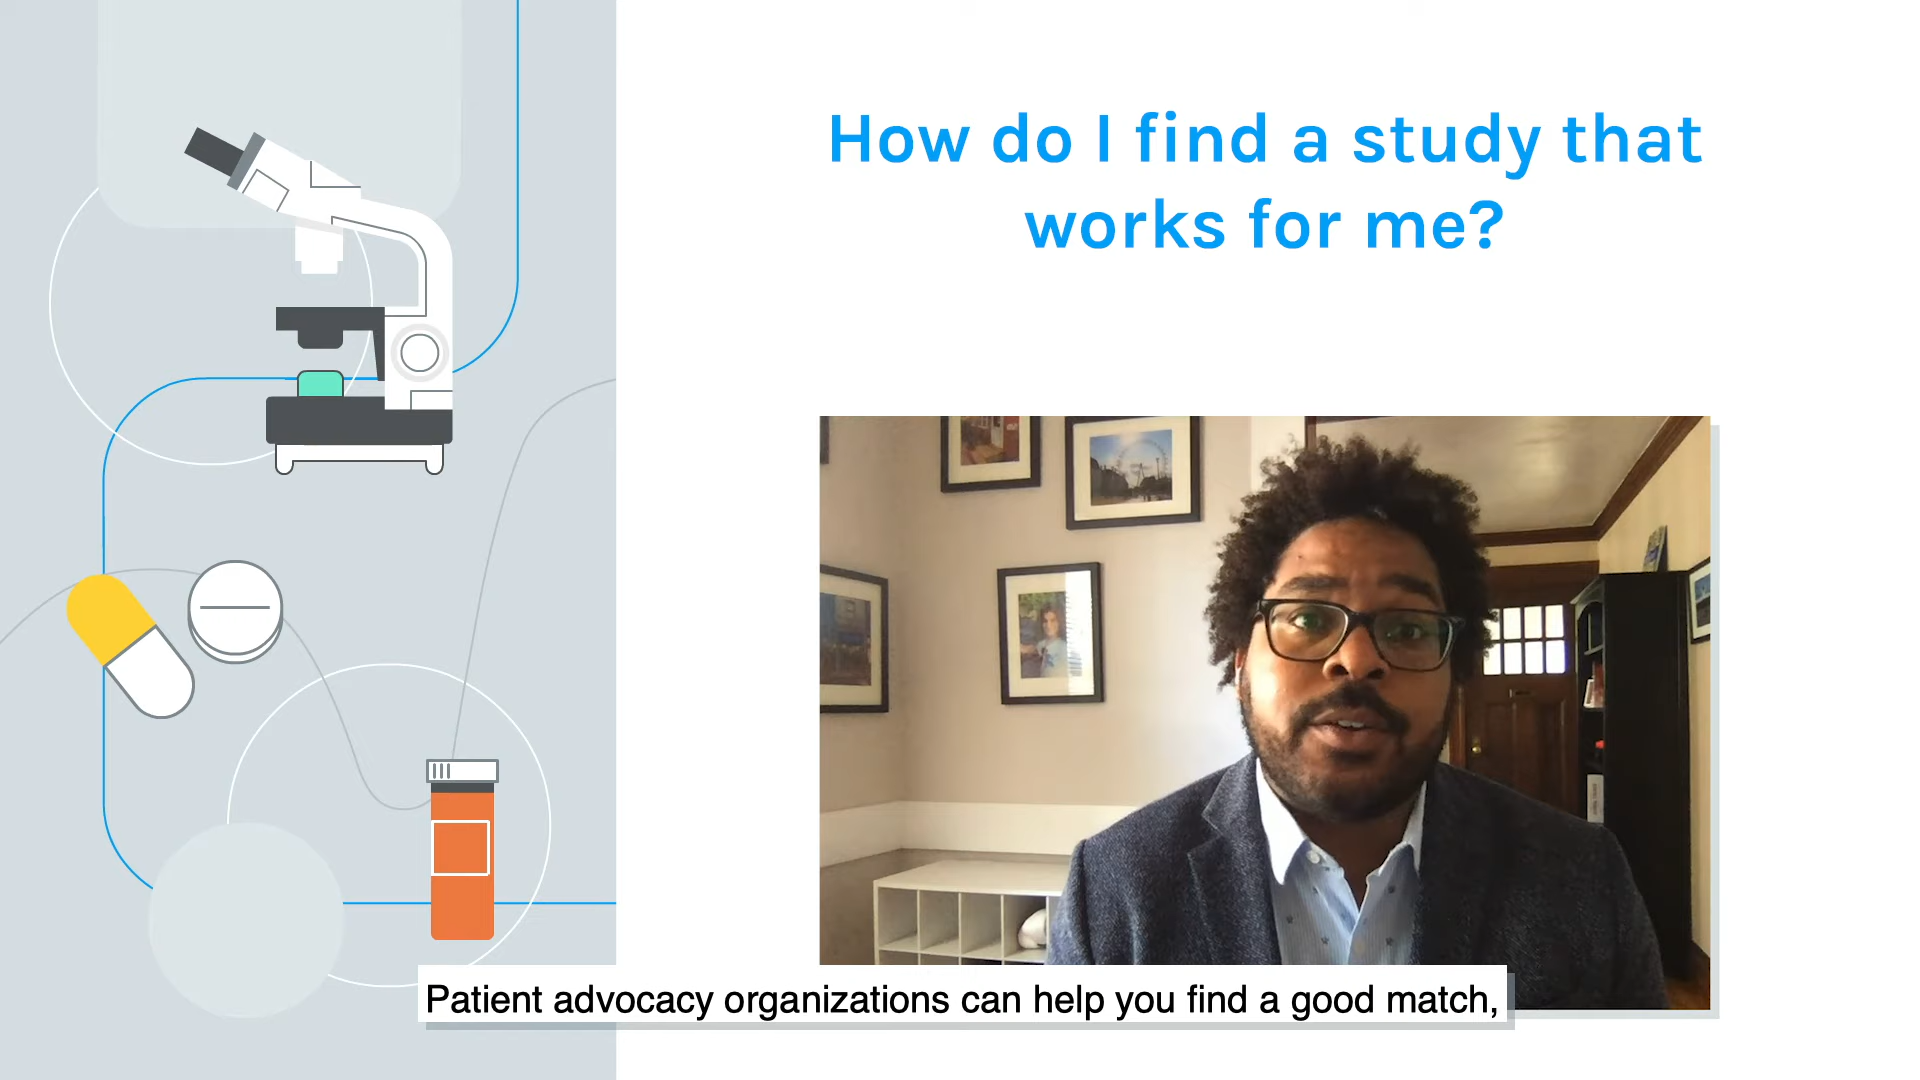 How do I find a study that
works for me?
Patient advocacy organizations can help you find a good match,